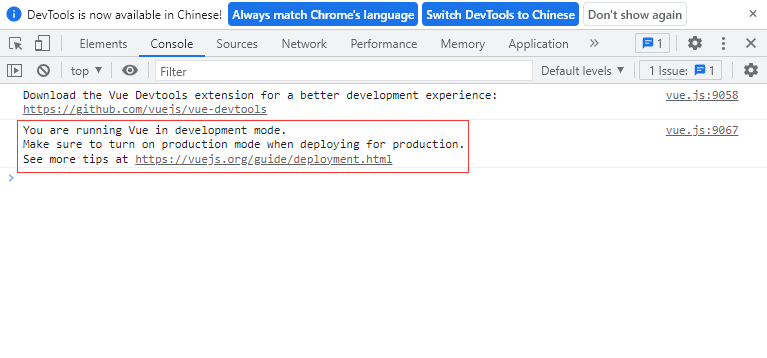 DevTools is now available in Chinese! Always match Chrome's language Switch DevTools to Chinese Don't show again
Elements Console Sources Network Performance Memory Application » 1
top Filter Default levels 1 Issue: 1
Download the Vue Devtools extension for a better development experience: vue.js:9058
https://github.com/vuejs/vue-devtools
You are running Vue in development mode. vue.js:9067
Make sure to turn on production mode when deploying for production.
See more tips at https://vuejs.org/guide/deployment.html